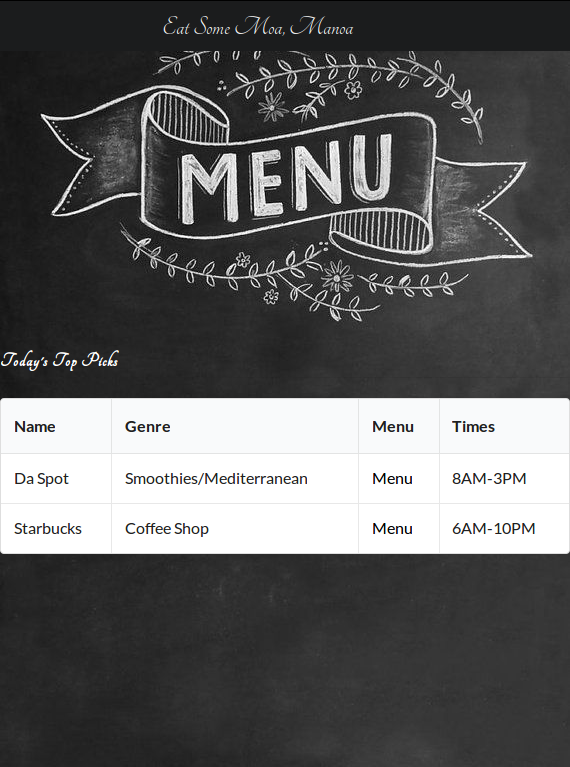 Eat Some Moa, Manoa
MENU
Today's Top Picks
Name Genre Menu Times
Da Spot Smoothies/Mediterranean Menu 8AM-3PM
Starbucks Coffee Shop Menu 6AM-10PM